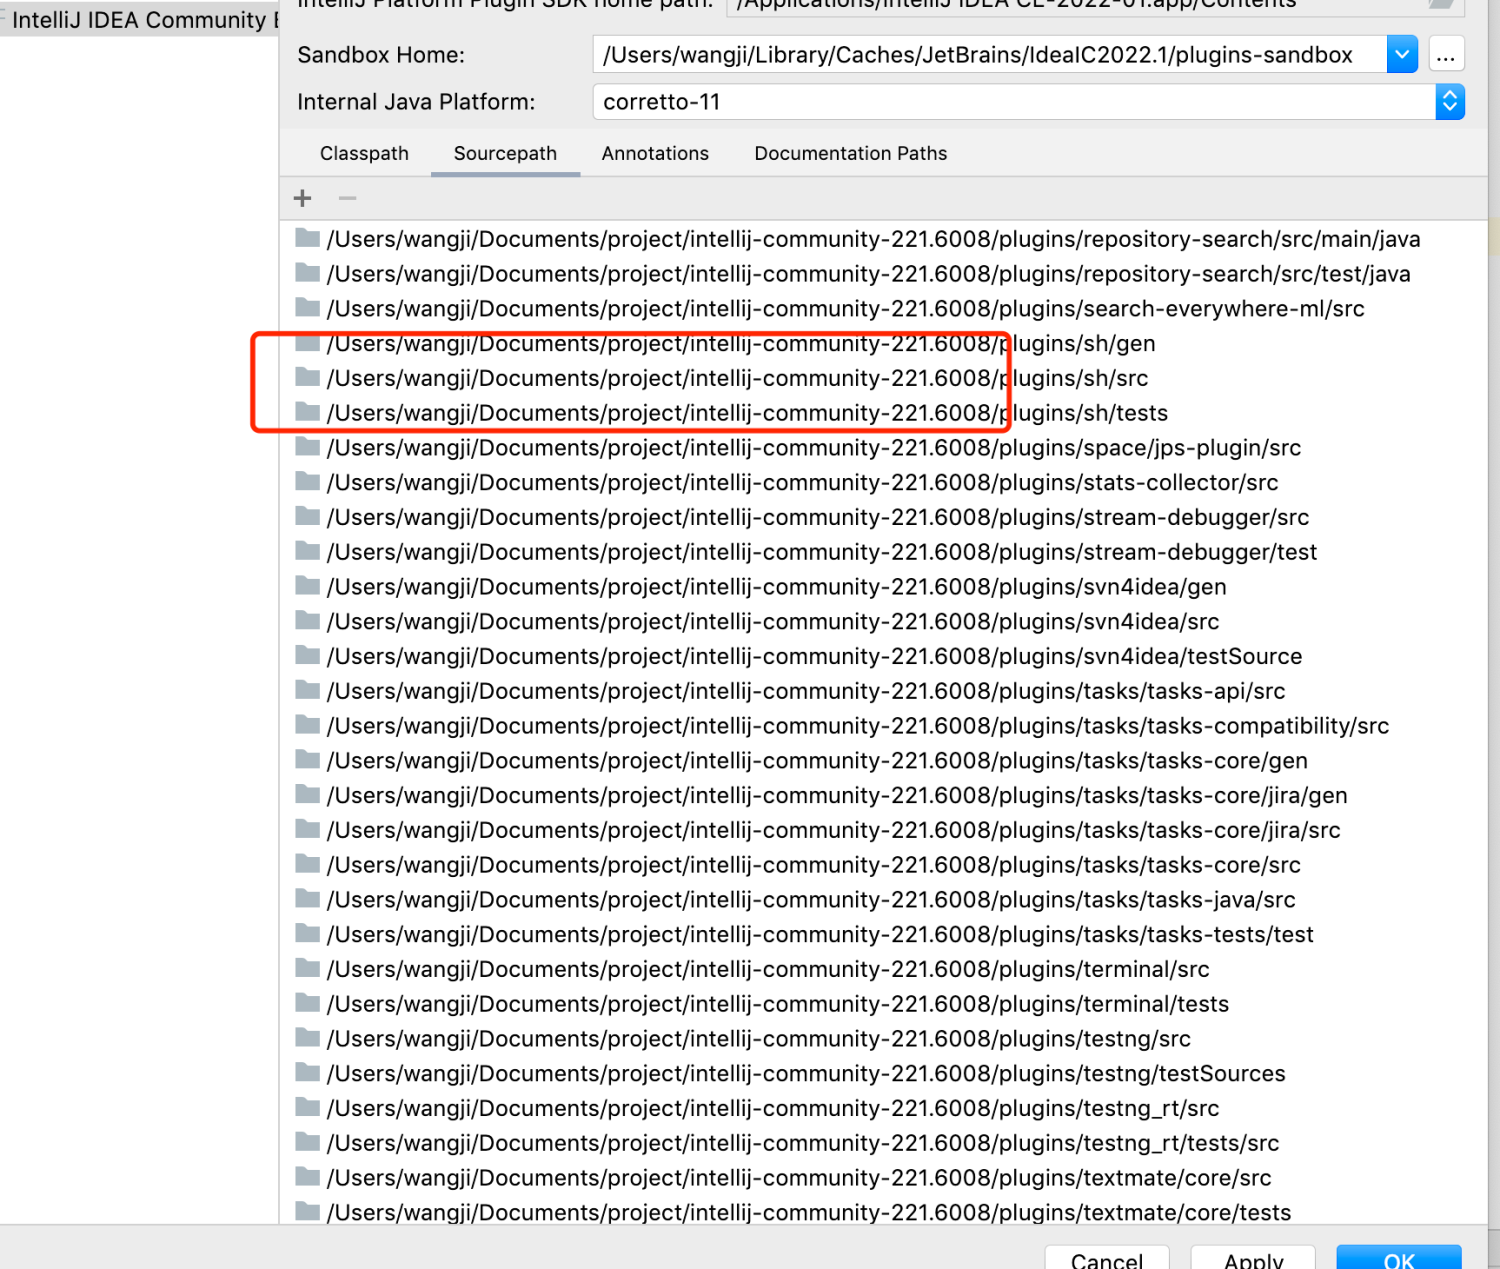 IntelliJ IDEA Community E
IntelliJ Platform Plugin SDK home path: /Applications/IntelliJ IDEA CE-2022-01.app/Contents
Sandbox Home: /Users/wangji/Library/Caches/JetBrains/IdeaIC2022.1/plugins-sandbox ...
Internal Java Platform: corretto-11
Classpath Sourcepath Annotations Documentation Paths
/Users/wangji/Documents/project/intellij-community-221.6008/plugins/repository-search/src/main/java
/Users/wangji/Documents/project/intellij-community-221.6008/plugins/repository-search/src/test/java
/Users/wangji/Documents/project/intellij-community-221.6008/plugins/search-everywhere-ml/src
/Users/wangji/Documents/project/intellij-community-221.6008/plugins/sh/gen
/Users/wangji/Documents/project/intellij-community-221.6008/plugins/sh/src
/Users/wangji/Documents/project/intellij-community-221.6008/plugins/sh/tests
/Users/wangji/Documents/project/intellij-community-221.6008/plugins/space/jps-plugin/src
/Users/wangji/Documents/project/intellij-community-221.6008/plugins/stats-collector/src
/Users/wangji/Documents/project/intellij-community-221.6008/plugins/stream-debugger/src
/Users/wangji/Documents/project/intellij-community-221.6008/plugins/stream-debugger/test
/Users/wangji/Documents/project/intellij-community-221.6008/plugins/svn4idea/gen
/Users/wangji/Documents/project/intellij-community-221.6008/plugins/svn4idea/src
/Users/wangji/Documents/project/intellij-community-221.6008/plugins/svn4idea/testSource
/Users/wangji/Documents/project/intellij-community-221.6008/plugins/tasks/tasks-api/src
/Users/wangji/Documents/project/intellij-community-221.6008/plugins/tasks/tasks-compatibility/src
/Users/wangji/Documents/project/intellij-community-221.6008/plugins/tasks/tasks-core/gen
/Users/wangji/Documents/project/intellij-community-221.6008/plugins/tasks/tasks-core/jira/gen
/Users/wangji/Documents/project/intellij-community-221.6008/plugins/tasks/tasks-core/jira/src
/Users/wangji/Documents/project/intellij-community-221.6008/plugins/tasks/tasks-core/src
/Users/wangji/Documents/project/intellij-community-221.6008/plugins/tasks/tasks-java/src
/Users/wangji/Documents/project/intellij-community-221.6008/plugins/tasks/tasks-tests/test
/Users/wangji/Documents/project/intellij-community-221.6008/plugins/terminal/src
/Users/wangji/Documents/project/intellij-community-221.6008/plugins/terminal/tests
/Users/wangji/Documents/project/intellij-community-221.6008/plugins/testng/src
/Users/wangji/Documents/project/intellij-community-221.6008/plugins/testng/testSources
/Users/wangji/Documents/project/intellij-community-221.6008/plugins/testng_rt/src
/Users/wangji/Documents/project/intellij-community-221.6008/plugins/testng_rt/tests/src
/Users/wangji/Documents/project/intellij-community-221.6008/plugins/textmate/core/src
/Users/wangji/Documents/project/intellij-community-221.6008/plugins/textmate/core/tests
Cancel Apply OK